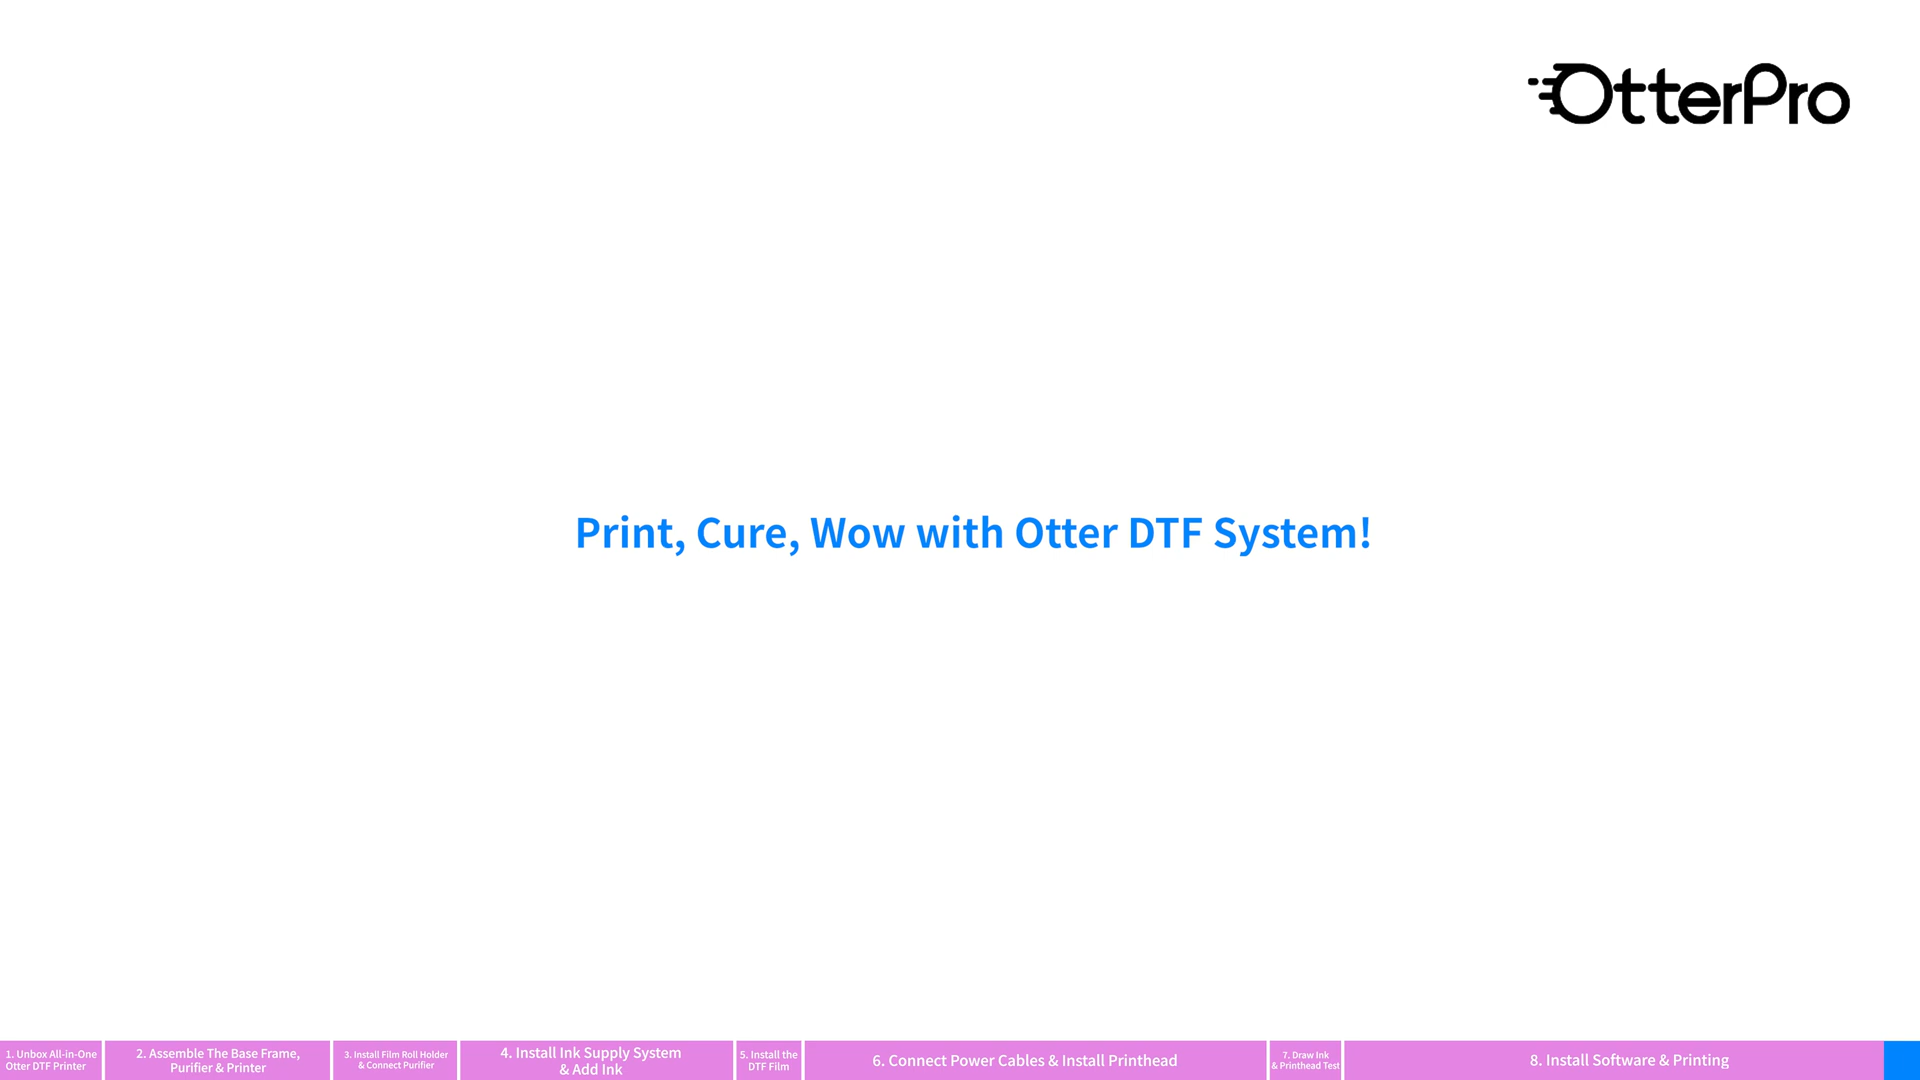 OtterPro
Print, Cure, Wow with Otter DTF System!
1. Unbox All-in-One
Otter DTF Printer
2. Assemble The Base Frame,
Purifier & Printer
3. Install Film Roll Holder
& Connect Purifier
4. Install Ink Supply System
& Add Ink
5. Install the
DTF Film
6. Connect Power Cables & Install Printhead
7. Draw Ink
& Printhead Test
8. Install Software & Printing